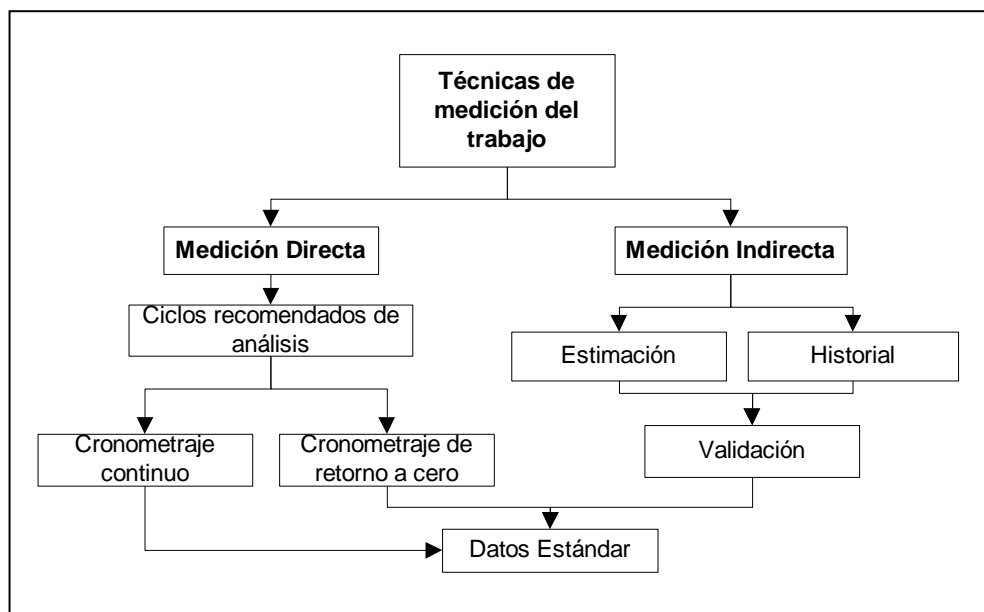 Técnicas de
medición del
trabajo
Medición Directa
Medición Indirecta
Ciclos recomendados de
análisis
Estimación
Historial
Cronometraje
continuo
Cronometraje de
retorno a cero
Validación
Datos Estándar